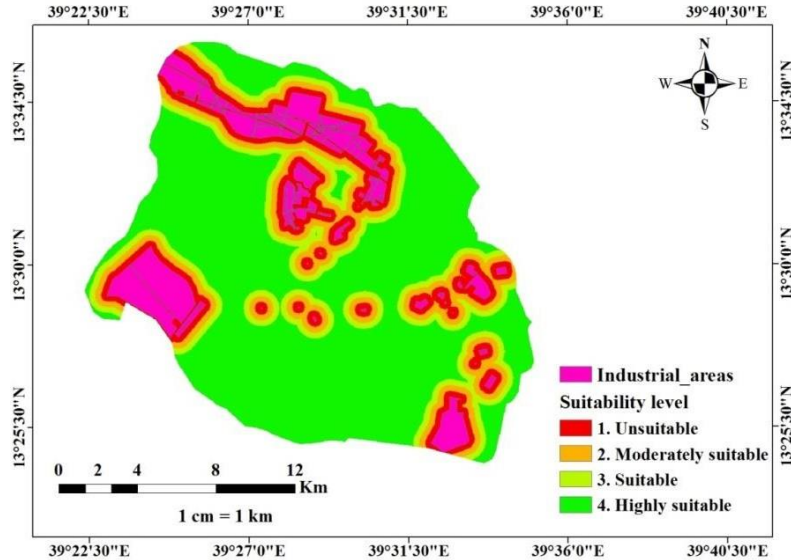 39°22'30"E 39°27'0"E 39°31'30"E 39°36'0"E 39°40'30"E
N
W E
S
13°34'30"N 13°34'30"N
13°30'0"N 13°30'0"N
13°25'30"N 13°25'30"N
Industrial_areas
Suitability level
1. Unsuitable
2. Moderately suitable
3. Suitable
4. Highly suitable
0 2 4 8 12
Km
1 cm = 1 km
39°22'30"E 39°27'0"E 39°31'30"E 39°36'0"E 39°40'30"E